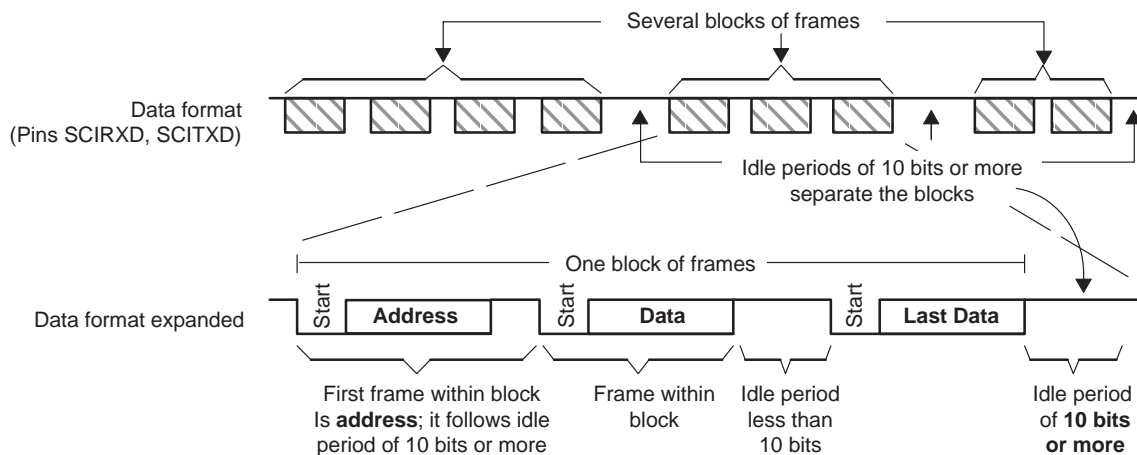 Several blocks of frames
Data format
(Pins SCIRXD, SCITXD)
Idle periods of 10 bits or more
separate the blocks
One block of frames
Data format expanded
Start
Address
Start
Data
Start
Last Data
First frame within block
Is address; it follows idle
period of 10 bits or more
Frame within
block
Idle period
less than
10 bits
Idle period
of 10 bits
or more